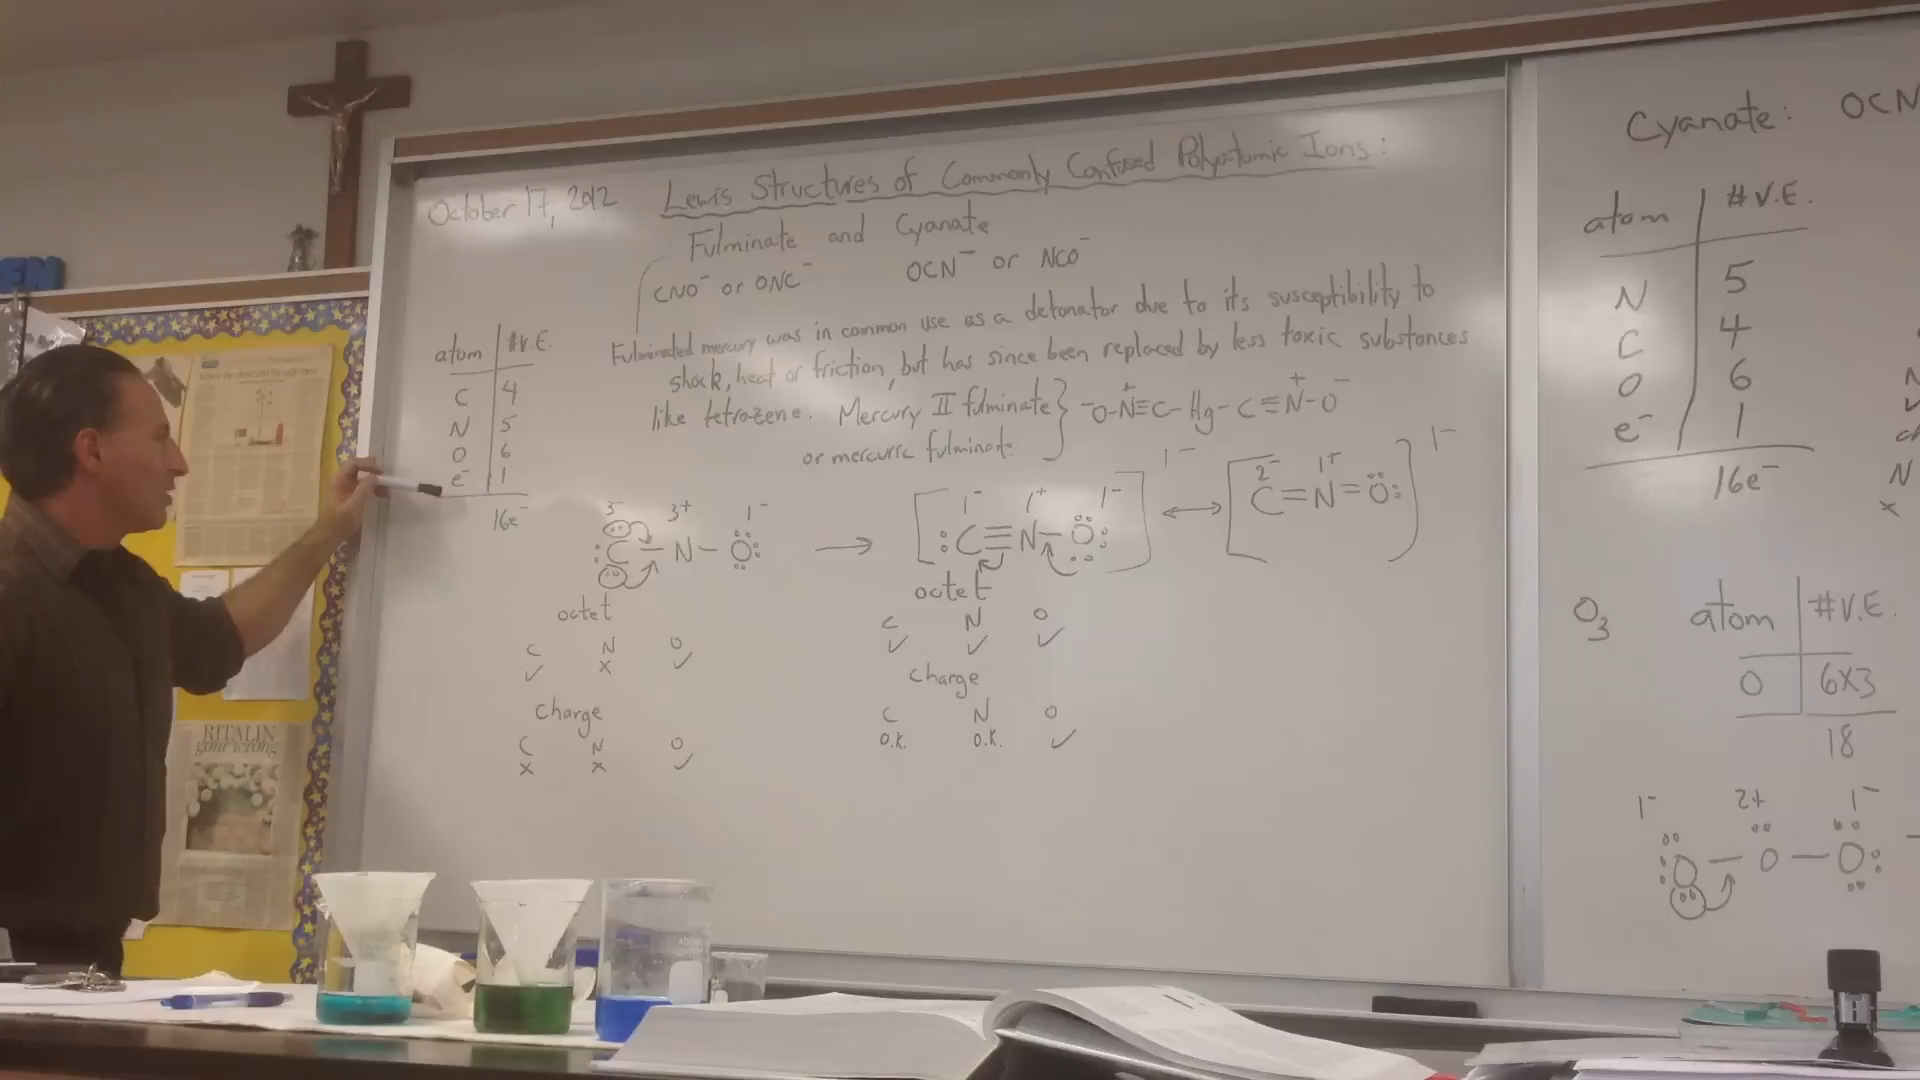 October 17, 2012 Lewis Structures of Commonly Confused Polyatomic Ions:
Fulminate and Cyanate
CNO⁻ or ONC⁻ OCN⁻ or NCO⁻
Fulminated mercury was in common use as a detonator due to its susceptibility to
shock, heat or friction, but has since been replaced by less toxic substances
like tetrazene. Mercury II fulminate } ⁻O-N⁺≡C-Hg-C≡N⁺-O⁻
or mercuric fulminate
atom | #V.E.
C | 4
N | 5
O | 6
e⁻ | 1
16e⁻
3⁻ 3⁺ 1⁻
:C-N-O: → [:C≡N-O:] 1⁻ ↔ [C=N=O:] 1⁻
1⁻ 1⁺ 1⁻
2⁻ 1⁺
octet
C N O
✓ x ✓
charge
C N O
x x ✓
octet
C N O
✓ ✓ ✓
charge
C N O
O.K. O.K. ✓
Cyanate: OCN
atom | #V.E.
N | 5
C | 4
O | 6
e⁻ | 1
16e⁻
N
N
x
O₃
atom | #V.E.
O | 6x3
18
1⁻ 2+ 1⁻
:O-O-O:
EN
RITALIN
gone wrong